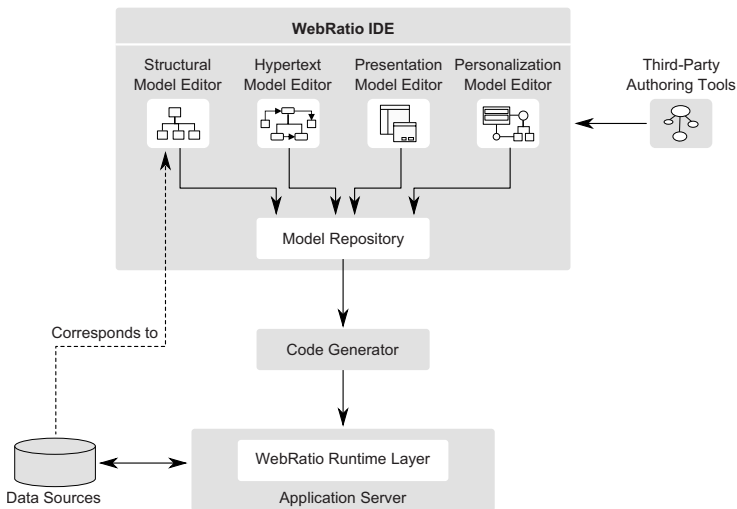 WebRatio IDE
Structural
Model Editor
Hypertext
Model Editor
Presentation
Model Editor
Personalization
Model Editor
Third-Party
Authoring Tools
Model Repository
Corresponds to
Code Generator
WebRatio Runtime Layer
Data Sources
Application Server